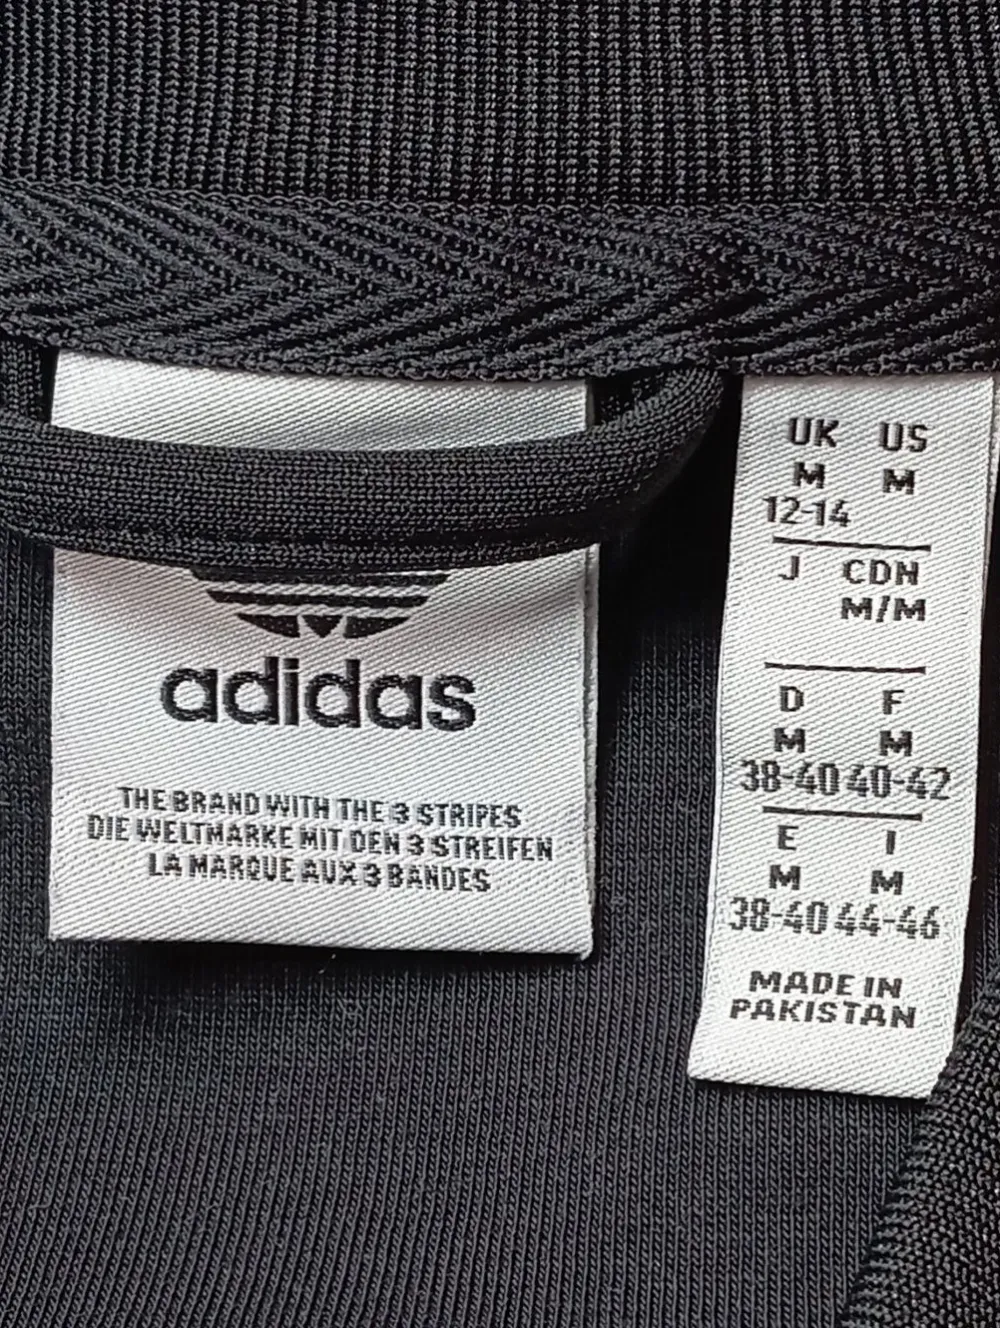 adidas
THE BRAND WITH THE 3 STRIPES
DIE WELTMARKE MIT DEN 3 STREIFEN
LA MARQUE AUX 3 BANDES
UK US
M M
12-14
J CDN
M/M
D F
M M
38-40 40-42
E I
M M
38-40 44-46
MADE IN
PAKISTAN